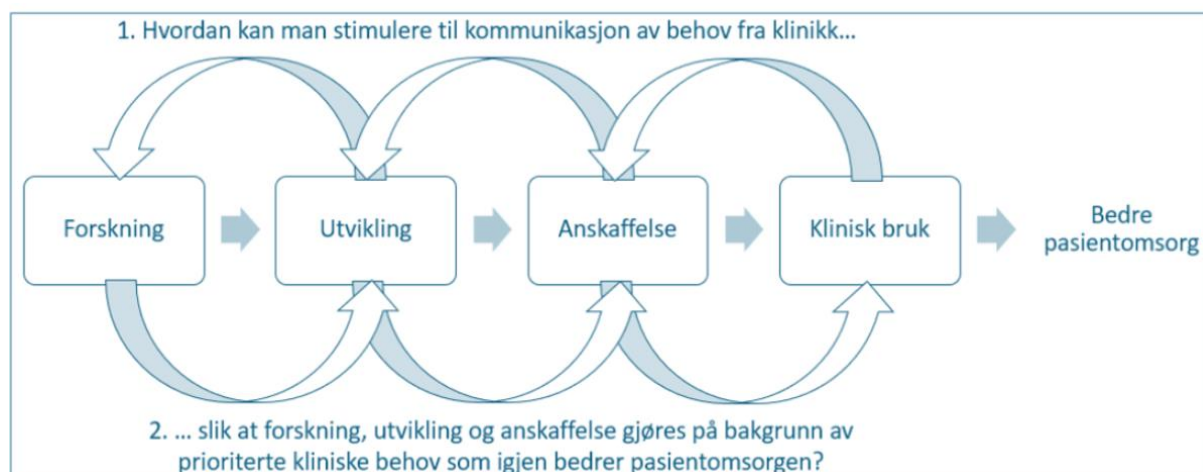 1. Hvordan kan man stimulere til kommunikasjon av behov fra klinikk...
Forskning
Utvikling
Anskaffelse
Klinisk bruk
Bedre
pasientomsorg
2. ... slik at forskning, utvikling og anskaffelse gjøres på bakgrunn av
prioriterte kliniske behov som igjen bedrer pasientomsorgen?